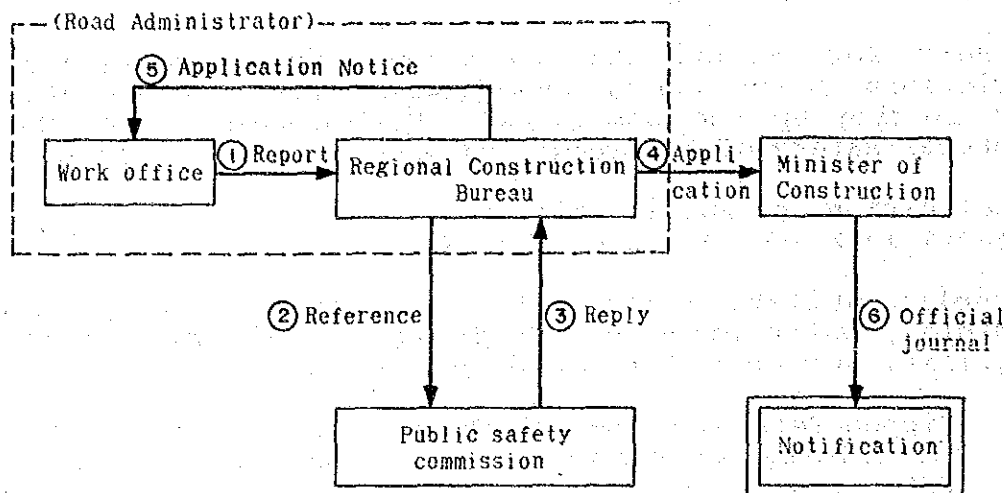 (Road Administrator)
⑤ Application Notice
Work office
① Report
Regional Construction
Bureau
④ Appli
cation
Minister of
Construction
② Reference
③ Reply
⑥ Official
journal
Public safety
commission
Notification